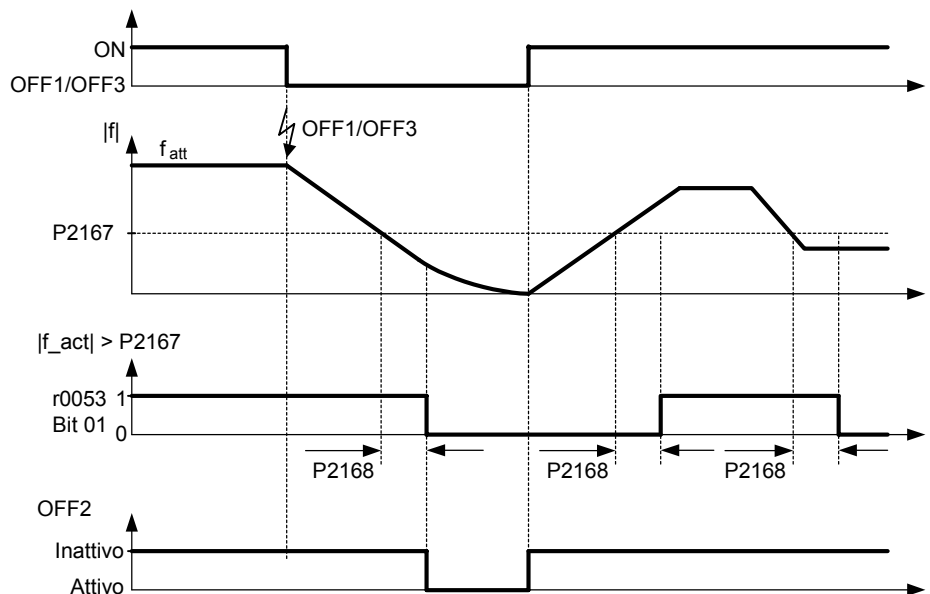 ON
OFF1/OFF3
OFF1/OFF3
|f|
f att
P2167
|f_act| > P2167
r0053 1
Bit 01 0
P2168 P2168 P2168
OFF2
Inattivo
Attivo